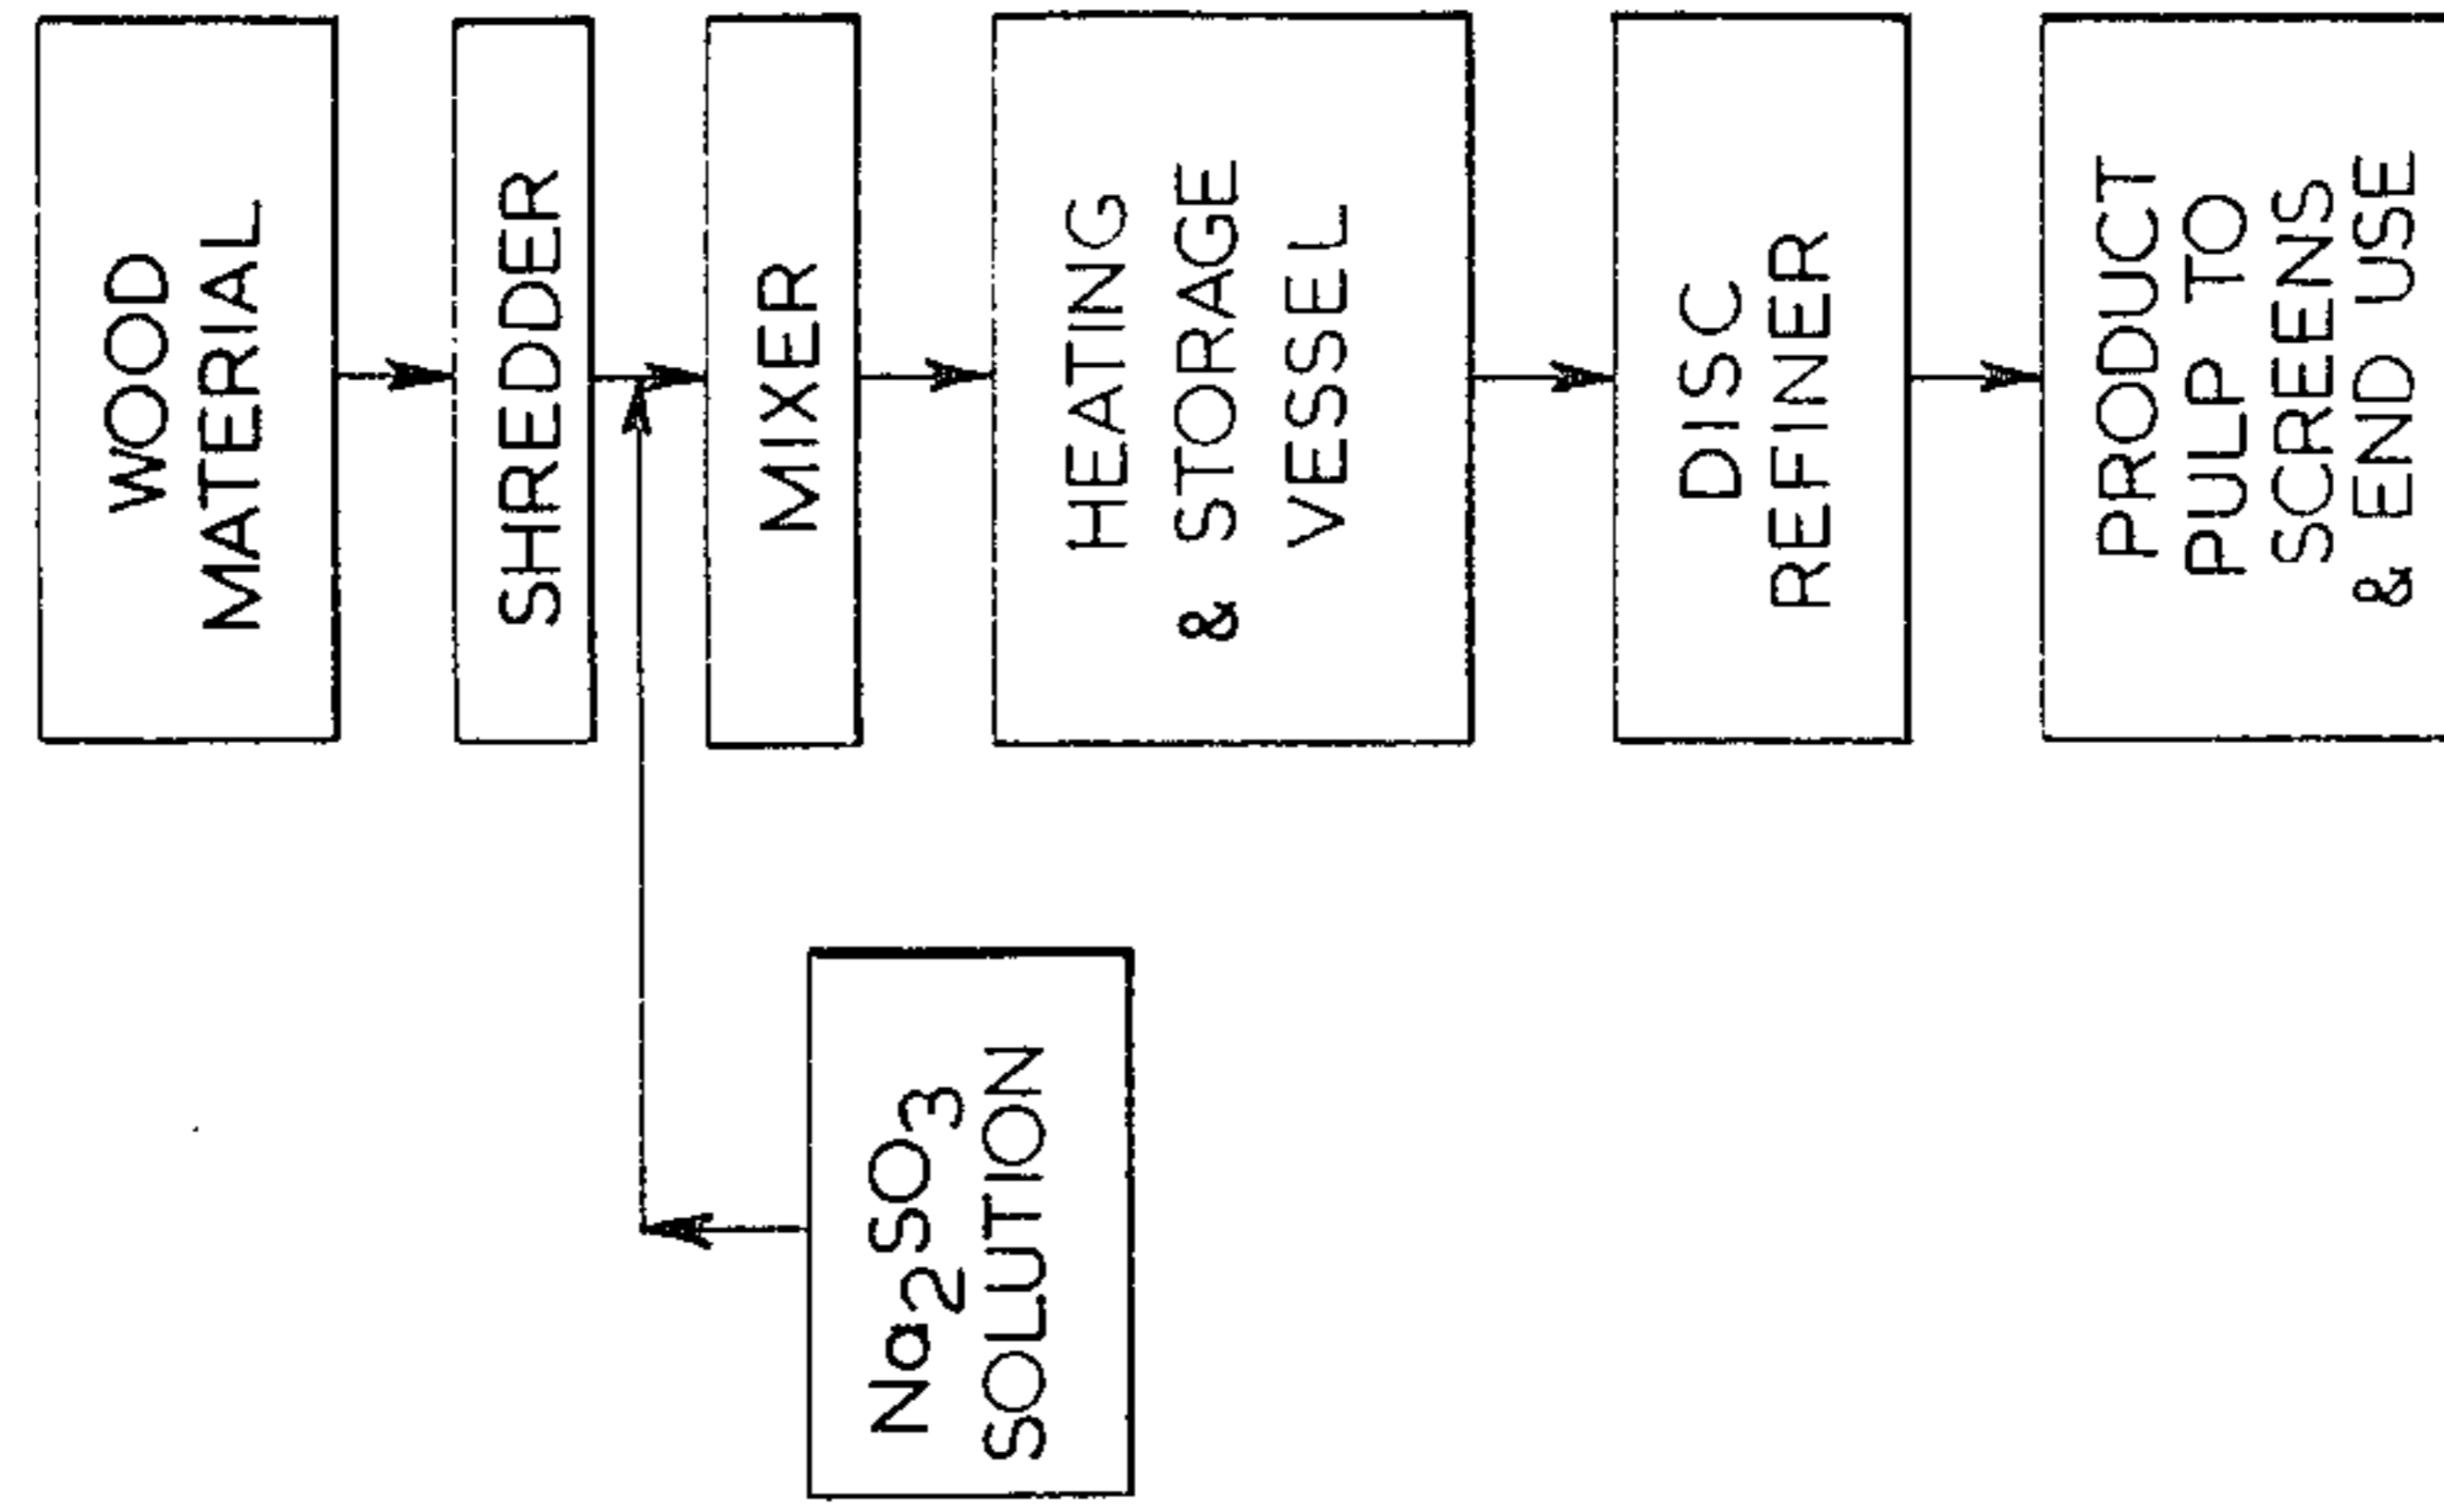 WOOD
MATERIAL
SHREDDER
Na2SO3
SOLUTION
MIXER
HEATING
& STORAGE
VESSEL
DISC
REFINER
PRODUCT
PULP TO
SCREENS
& END USE